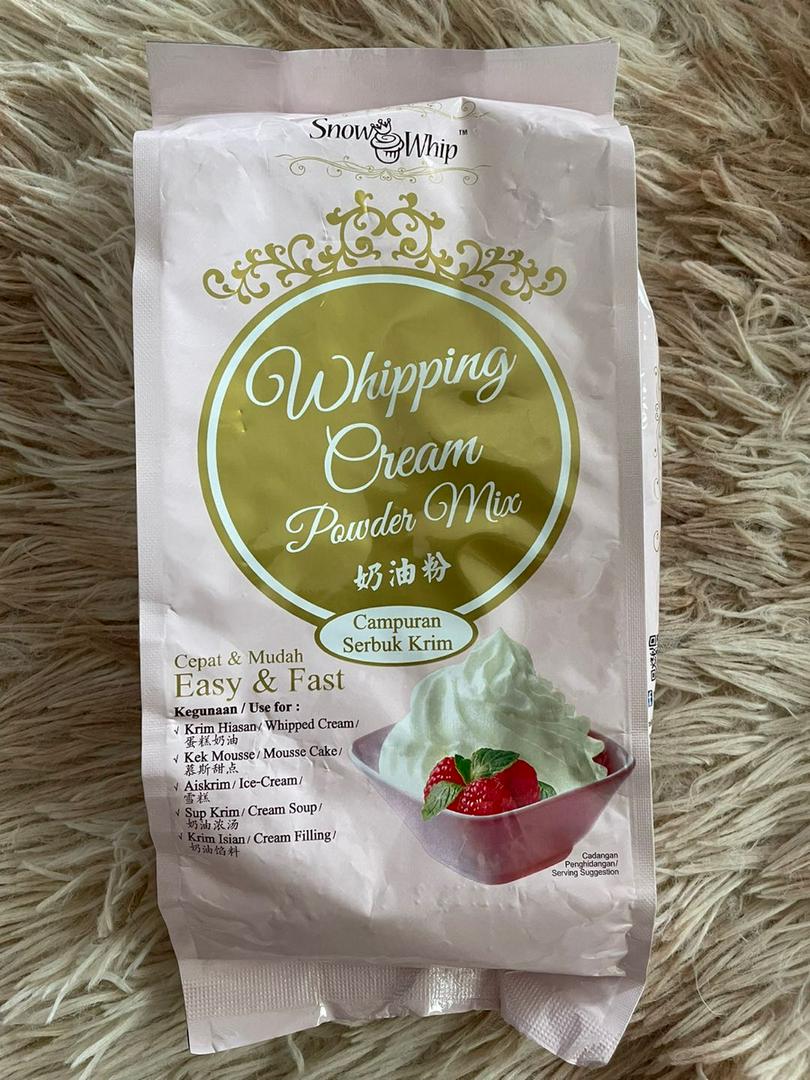 Snow Whip™
Whipping
Cream
Powder Mix
奶油粉
Campuran
Serbuk Krim
Cepat & Mudah
Easy & Fast
Kegunaan / Use for :
√ Krim Hiasan / Whipped Cream /
蛋糕奶油
√ Kek Mousse / Mousse Cake /
慕斯甜点
√ Aiskrim / Ice-Cream /
雪糕
√ Sup Krim / Cream Soup /
奶油浓汤
√ Krim Isian / Cream Filling /
奶油馅料
Cadangan
Penghidangan/
Serving Suggestion